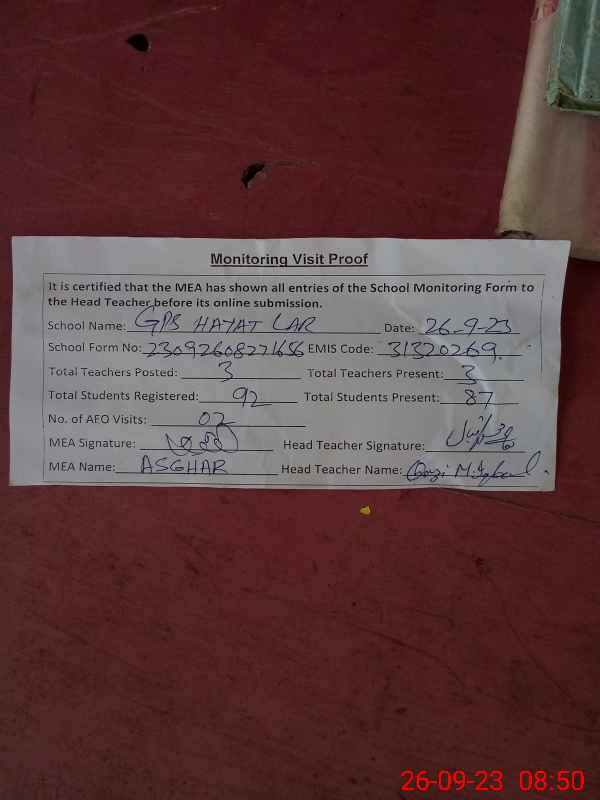 Monitoring Visit Proof
It is certified that the MEA has shown all entries of the School Monitoring Form to
the Head Teacher before its online submission.
School Name: GPS HAYAT LAR Date: 26-9-23
School Form No: 23092608271656 EMIS Code: 31320269
Total Teachers Posted: 3 Total Teachers Present: 3
Total Students Registered: 92 Total Students Present: 87
No. of AEO Visits: 02
MEA Signature: Head Teacher Signature:
MEA Name: ASGHAR Head Teacher Name: Qazi M. Iqbal
26-09-23 08:50